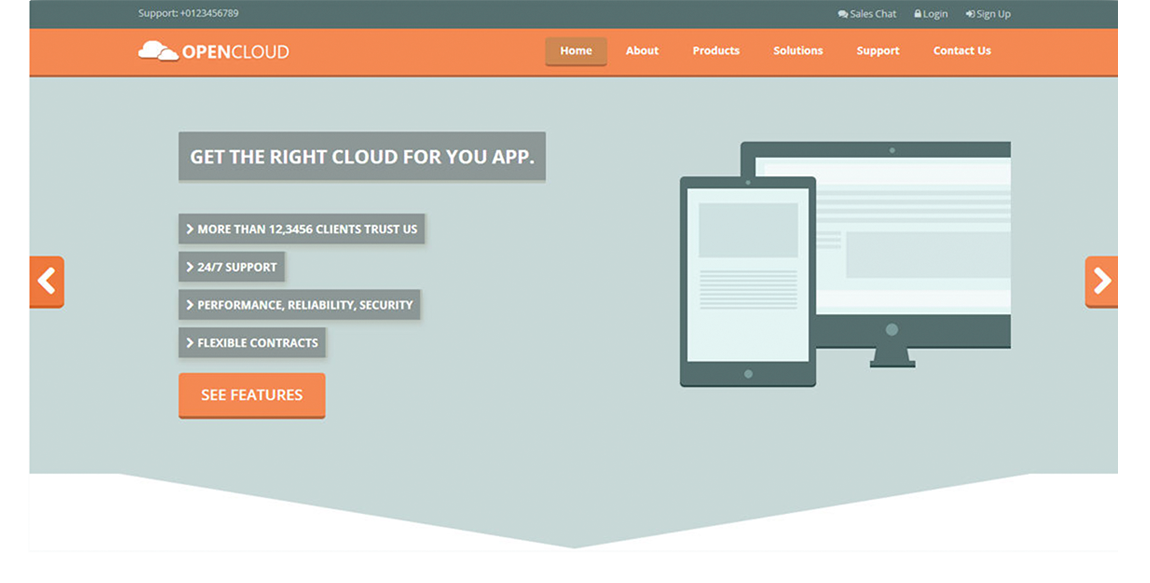 Support: +0123456789 Sales Chat Login Sign Up
OPENCLOUD Home About Products Solutions Support Contact Us
GET THE RIGHT CLOUD FOR YOU APP.
MORE THAN 12,3456 CLIENTS TRUST US
24/7 SUPPORT
PERFORMANCE, RELIABILITY, SECURITY
FLEXIBLE CONTRACTS
SEE FEATURES